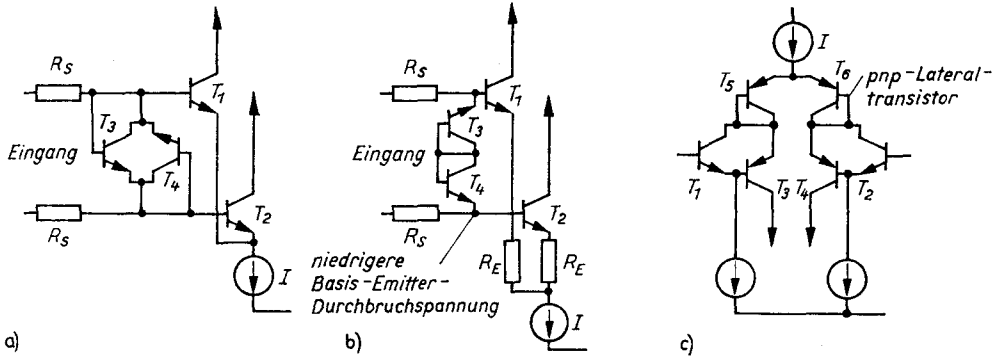 R_S
T_1
T_3
Eingang
T_4
R_S
T_2
I
a)
R_S
T_1
T_3
Eingang
T_4
R_S
T_2
niedrigere
Basis-Emitter-
Durchbruchspannung
R_E
R_E
I
b)
I
T_5
T_6
pnp-Lateral-
transistor
T_1
T_3
T_4
T_2
c)